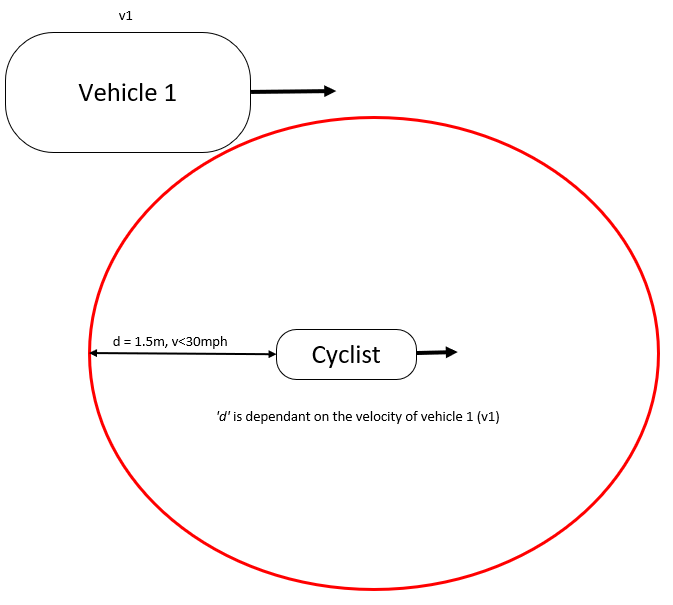 v1
Vehicle 1
d = 1.5m, v<30mph
Cyclist
'd' is dependant on the velocity of vehicle 1 (v1)